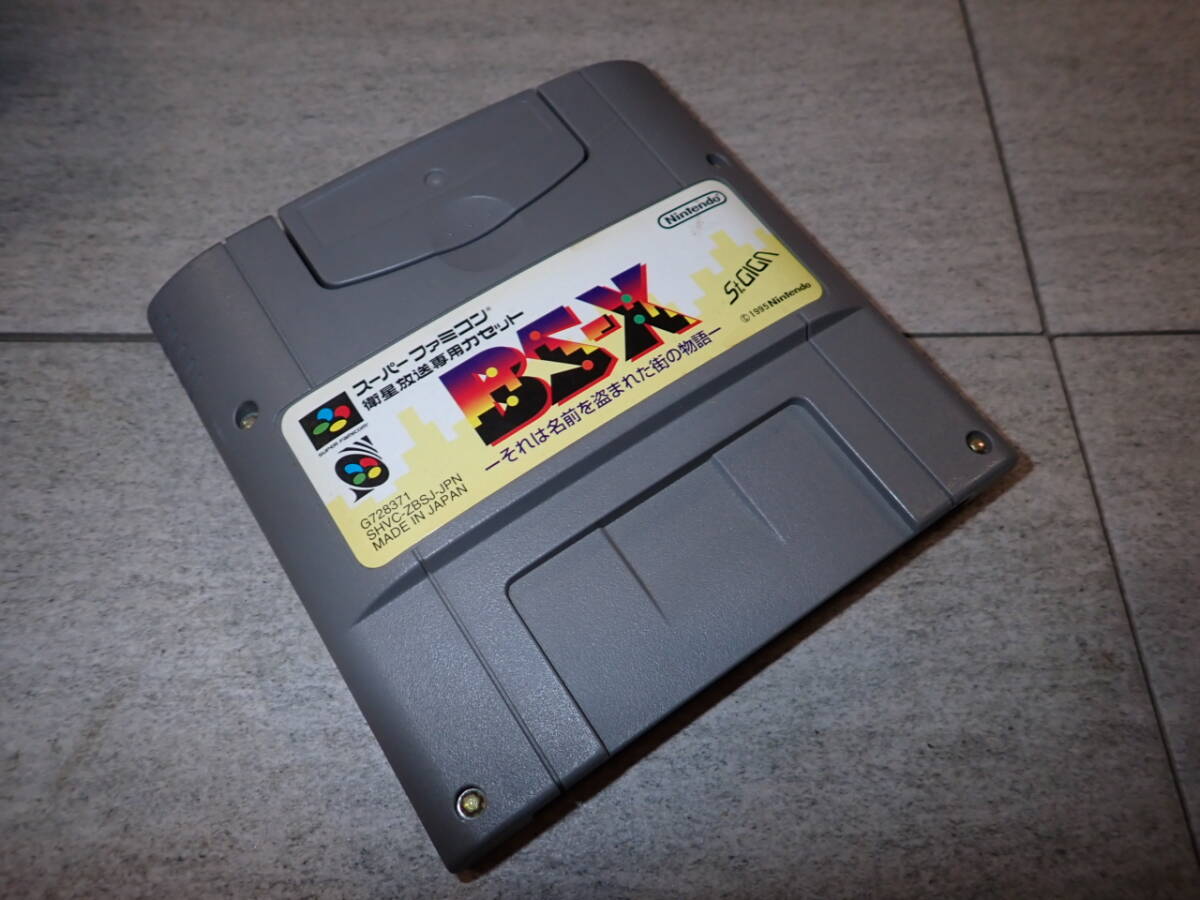 Nintendo
スーパーファミコン®
衛星放送専用カセット
BS-X
St.GIGA
©1995 Nintendo
－それは名前を盗まれた街の物語－
SUPER FAMICOM
G728371
SHVC-ZBSJ-JPN
MADE IN JAPAN